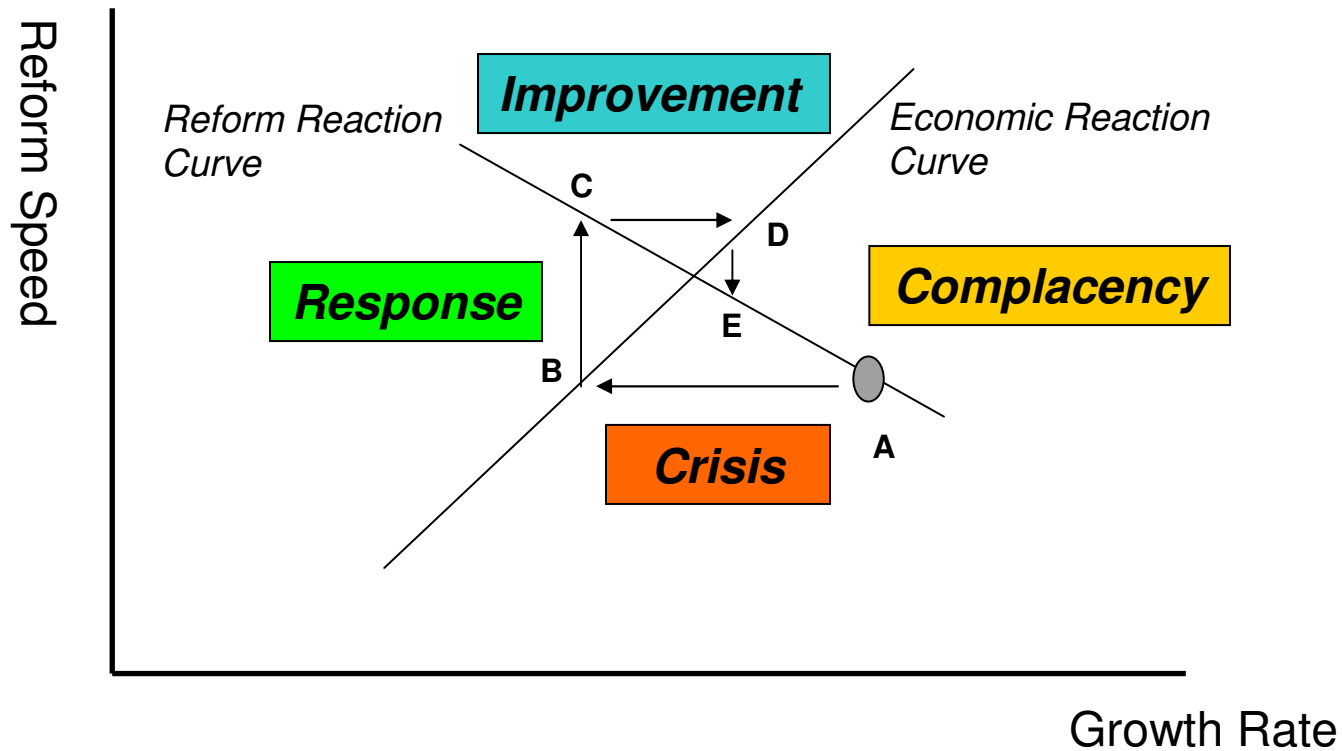 Reform Speed
Improvement
Reform Reaction
Curve
Economic Reaction
Curve
C
D
Response
Complacency
E
B
Crisis
A
Growth Rate